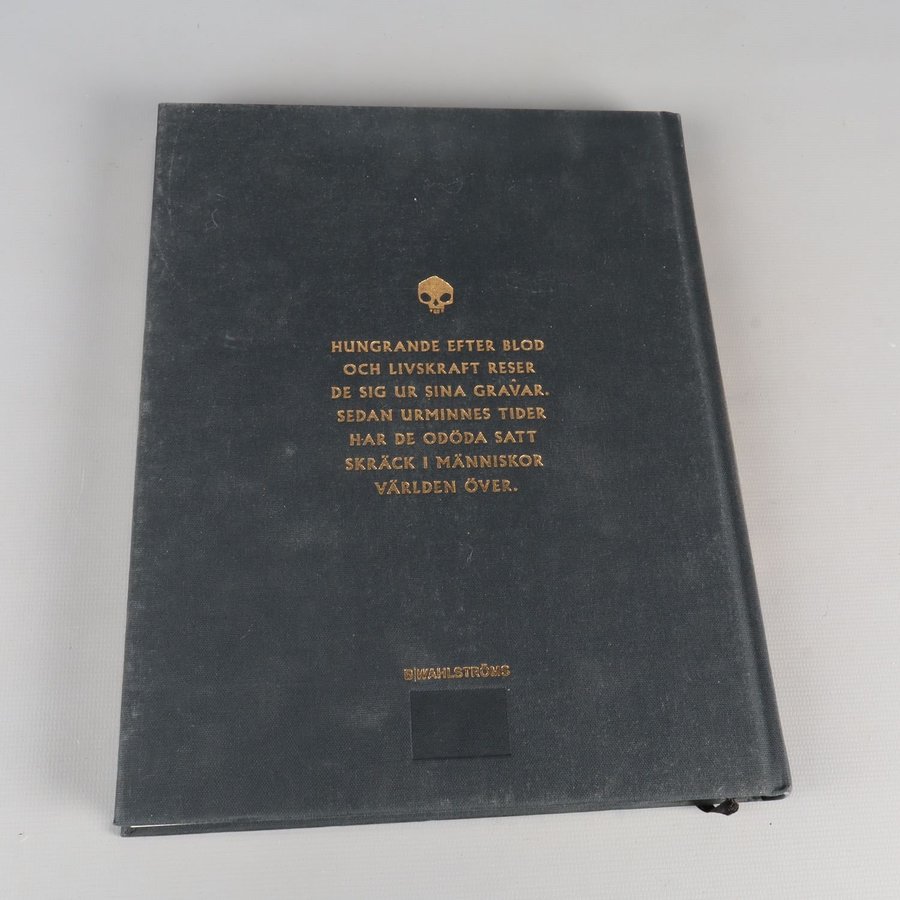 HUNGRANDE EFTER BLOD
OCH LIVSKRAFT RESER
DE SIG UR SINA GRAVAR.
SEDAN URMINNES TIDER
HAR DE ODÖDA SATT
SKRÄCK I MÄNNISKOR
VÄRLDEN ÖVER.
B|WAHLSTRÖMS